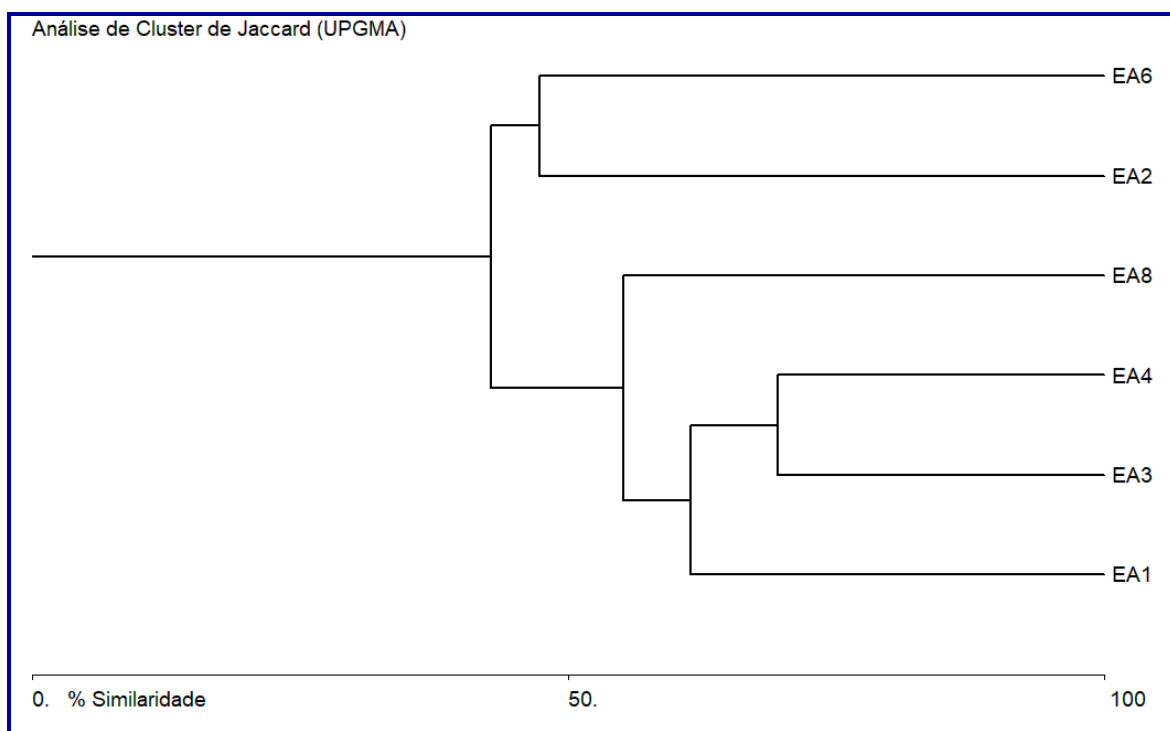 Análise de Cluster de Jaccard (UPGMA)
EA6
EA2
EA8
EA4
EA3
EA1
0. % Similaridade 50. 100